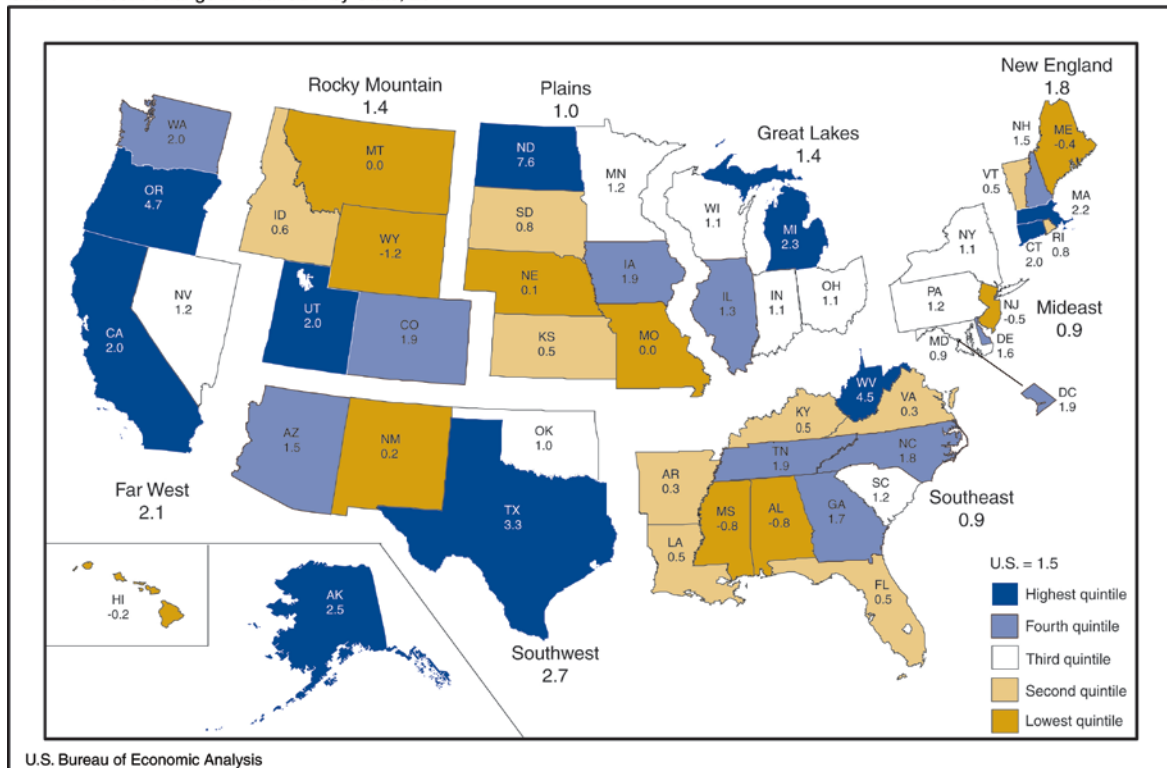 Rocky Mountain
1.4
Plains
1.0
Great Lakes
1.4
New England
1.8
WA
2.0
OR
4.7
CA
2.0
NV
1.2
ID
0.6
MT
0.0
WY
-1.2
UT
2.0
CO
1.9
AZ
1.5
NM
0.2
ND
7.6
SD
0.8
NE
0.1
KS
0.5
OK
1.0
TX
3.3
MN
1.2
IA
1.9
MO
0.0
WI
1.1
IL
1.3
MI
2.3
IN
1.1
OH
1.1
NH
1.5
ME
-0.4
VT
0.5
MA
2.2
RI
0.8
CT
2.0
NY
1.1
PA
1.2
NJ
-0.5
Mideast
0.9
MD
0.9
DE
1.6
DC
1.9
WV
4.5
VA
0.3
KY
0.5
TN
1.9
NC
1.8
SC
1.2
AR
0.3
LA
0.5
MS
-0.8
AL
-0.8
GA
1.7
FL
0.5
Southeast
0.9
Far West
2.1
HI
-0.2
AK
2.5
Southwest
2.7
U.S. = 1.5
Highest quintile
Fourth quintile
Third quintile
Second quintile
Lowest quintile
U.S. Bureau of Economic Analysis